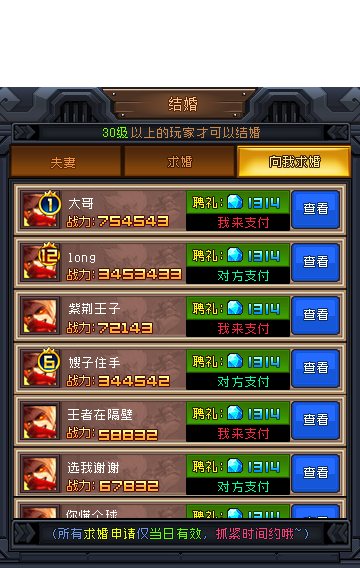 结婚
30级以上的玩家才可以结婚
夫妻 求婚 向我求婚
1 大哥 聘礼: 1314 查看
战力:754543 我来支付
12 long 聘礼: 1314 查看
战力:3453433 对方支付
紫荆王子 聘礼: 1314 查看
战力:72143 我来支付
6 嫂子住手 聘礼: 1314 查看
战力:344542 对方支付
王者在隔壁 聘礼: 1314 查看
战力:58832 我来支付
选我谢谢 聘礼: 1314 查看
战力:67832 对方支付
你懂个球 聘礼: 1314
(所有求婚申请仅当日有效,抓紧时间约哦~)